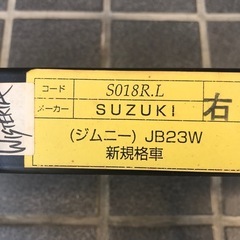 WISTERIA
コード S018R.L
メーカー SUZUKI 右
(ジムニー) JB23W
新規格車